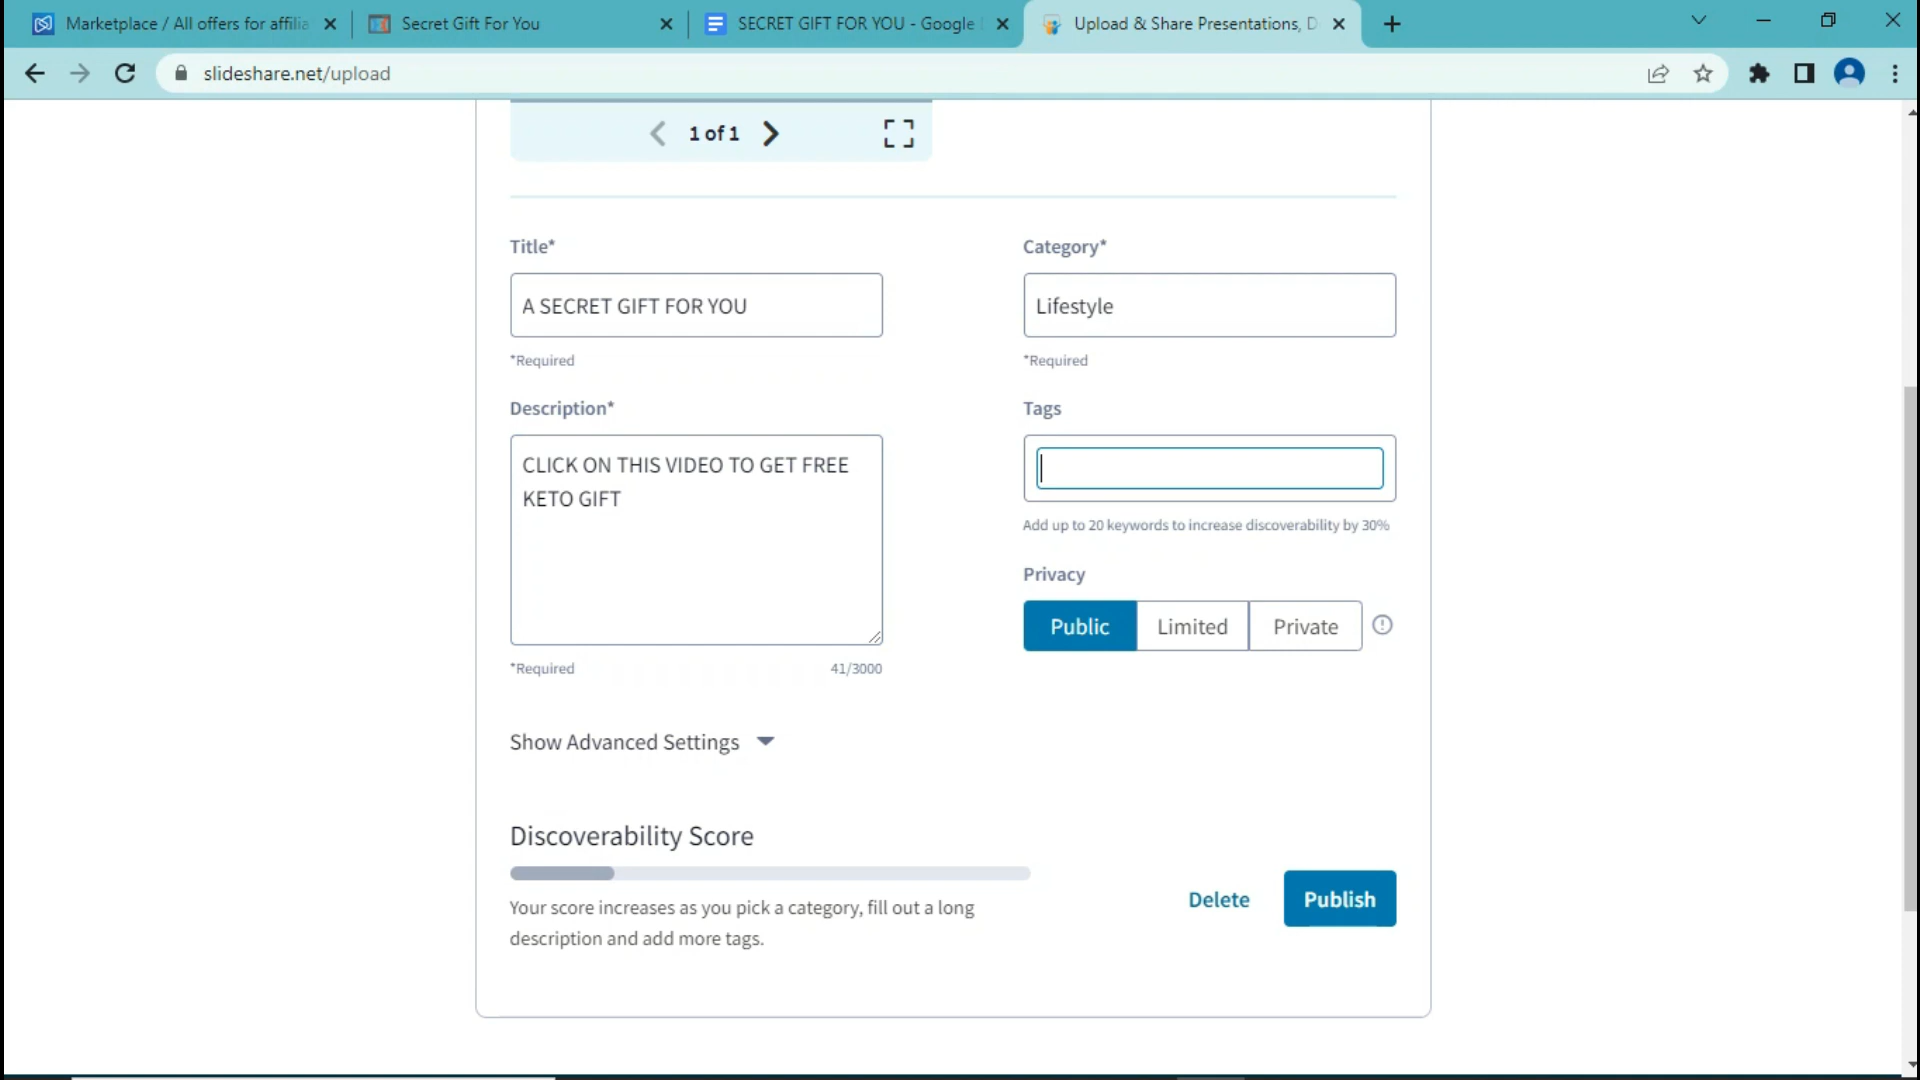 Marketplace / All offers for affilia
Secret Gift For You
SECRET GIFT FOR YOU - Google
Upload & Share Presentations, D
slideshare.net/upload
1 of 1
Title*
Category*
A SECRET GIFT FOR YOU
Lifestyle
*Required
*Required
Description*
Tags
CLICK ON THIS VIDEO TO GET FREE
KETO GIFT
Add up to 20 keywords to increase discoverability by 30%
Privacy
Public
Limited
Private
*Required
41/3000
Show Advanced Settings
Discoverability Score
Delete
Publish
Your score increases as you pick a category, fill out a long
description and add more tags.